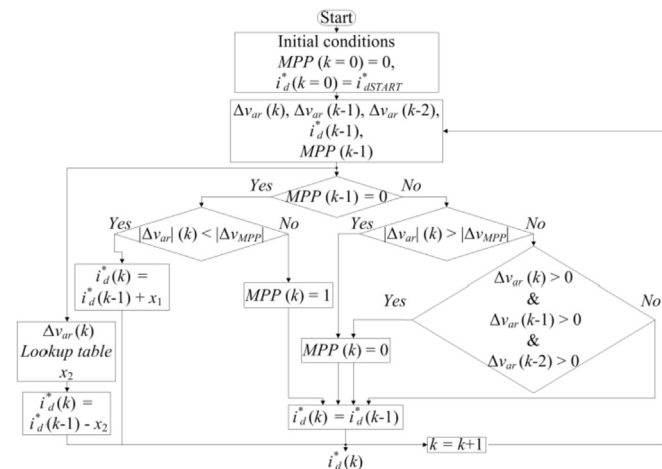 Start
Initial conditions
MPP (k = 0) = 0,
i*d (k = 0) = i*dSTART
Δvar (k), Δvar (k-1), Δvar (k-2),
i*d (k-1),
MPP (k-1)
Yes
MPP (k-1) = 0
No
Yes
|Δvar| (k) < |ΔvMPP|
No
Yes
|Δvar| (k) > |ΔvMPP|
No
i*d (k) =
i*d (k-1) + x1
MPP (k) = 1
Yes
Δvar (k) > 0
&
Δvar (k-1) > 0
&
Δvar (k-2) > 0
No
Δvar (k)
Lookup table
x2
MPP (k) = 0
i*d (k) =
i*d (k-1) - x2
i*d (k) = i*d (k-1)
k = k+1
i*d (k)